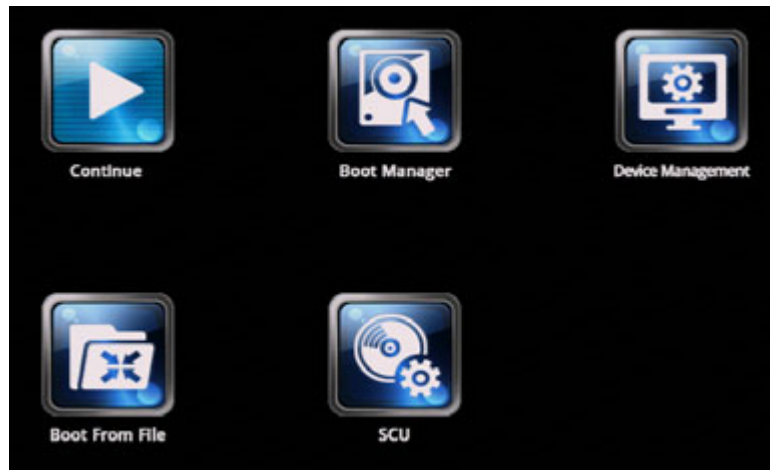 Continue
Boot Manager
Device Management
Boot From File
SCU